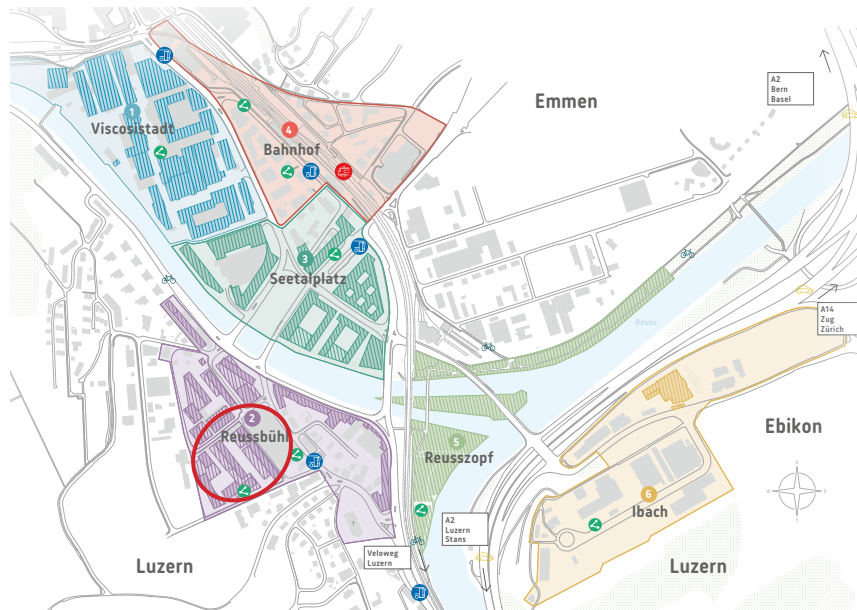 A2
Bern
Basel
Emmen
1
Viscosistadt
4
Bahnhof
3
Seetalplatz
A14
Zug
Zürich
Reuss
2
Reussbühl
5
Reusszopf
Ebikon
6
Ibach
N
W
E
S
A2
Luzern
Stans
Veloweg
Luzern
Luzern
Luzern